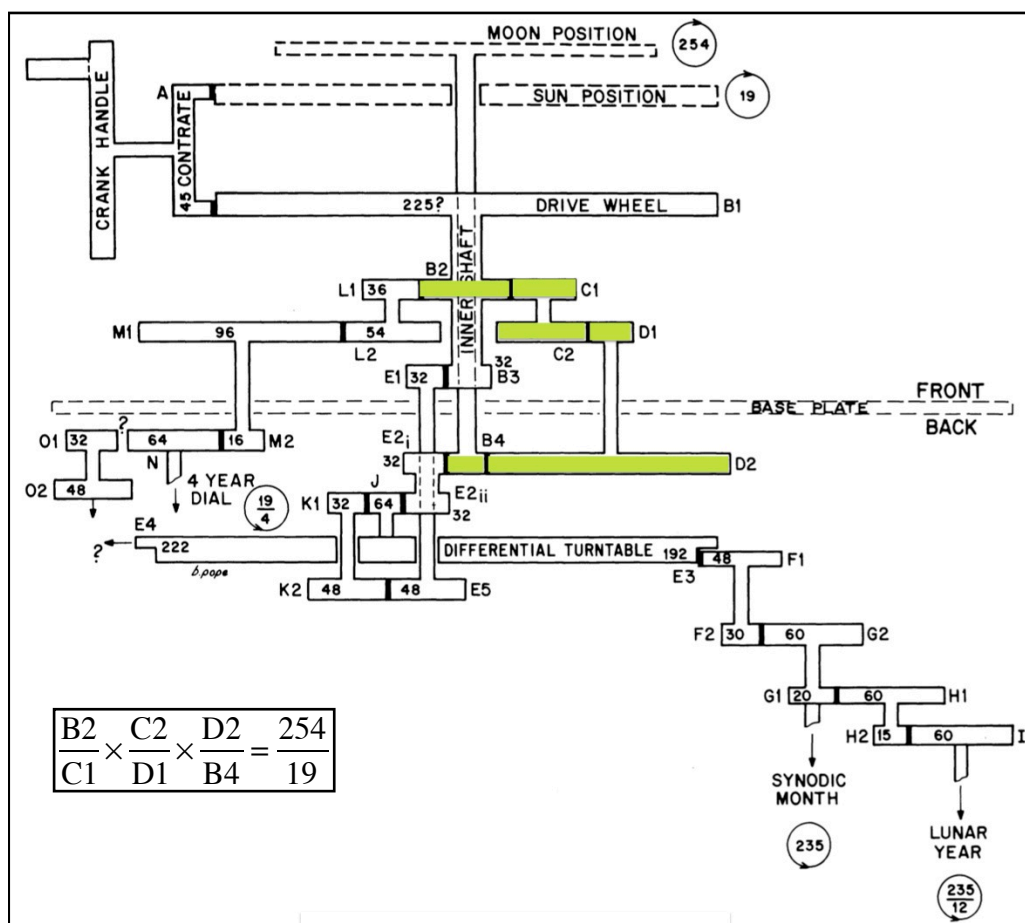 MOON POSITION
254
A
SUN POSITION
19
CRANK HANDLE
45 CONTRATE
225? DRIVE WHEEL B1
INNER SHAFT
B2
L1 36 C1
M1 96 54 D1
L2 C2
32
E1 32 B3
FRONT
BASE PLATE
BACK
? E2i B4
O1 32 64 16 M2 32 D2
N
O2 48 4 YEAR DIAL J E2ii
19/4 K1 32 64 32
E4
? 222 DIFFERENTIAL TURNTABLE 192 48 F1
b.pope E3
K2 48 48 E5
F2 30 60 G2
G1 20 60 H1
H2 15 60 I
B2/C1 × C2/D1 × D2/B4 = 254/19
SYNODIC
MONTH
235
LUNAR
YEAR
235/12